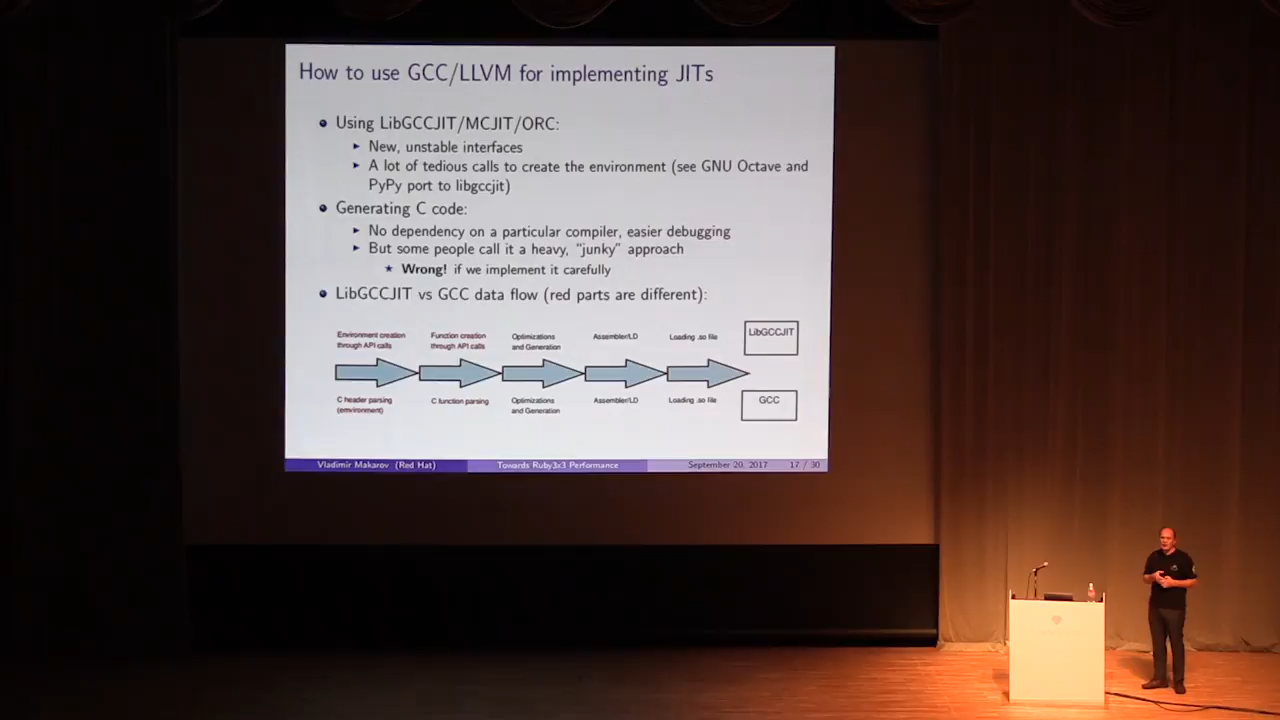 How to use GCC/LLVM for implementing JITs
Using LibGCCJIT/MCJIT/ORC:
New, unstable interfaces
A lot of tedious calls to create the environment (see GNU Octave and
PyPy port to libgccjit)
Generating C code:
No dependency on a particular compiler, easier debugging
But some people call it a heavy, "junky" approach
Wrong! if we implement it carefully
LibGCCJIT vs GCC data flow (red parts are different):
Environment creation
through API calls
Function creation
through API calls
Optimizations
and Generation
Assembler/LD
Loading .so file
LibGCCJIT
C header parsing
(environment)
C function parsing
Optimizations
and Generation
Assembler/LD
Loading .so file
GCC
Vladimir Makarov (Red Hat)
Towards Ruby3x3 Performance
September 20, 2017
17 / 30